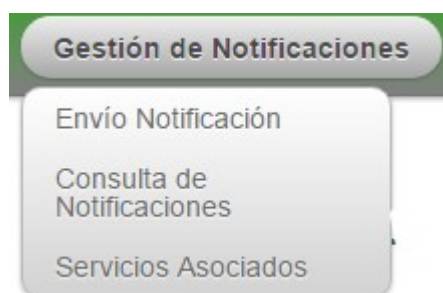 Gestión de Notificaciones
Envío Notificación
Consulta de
Notificaciones
Servicios Asociados